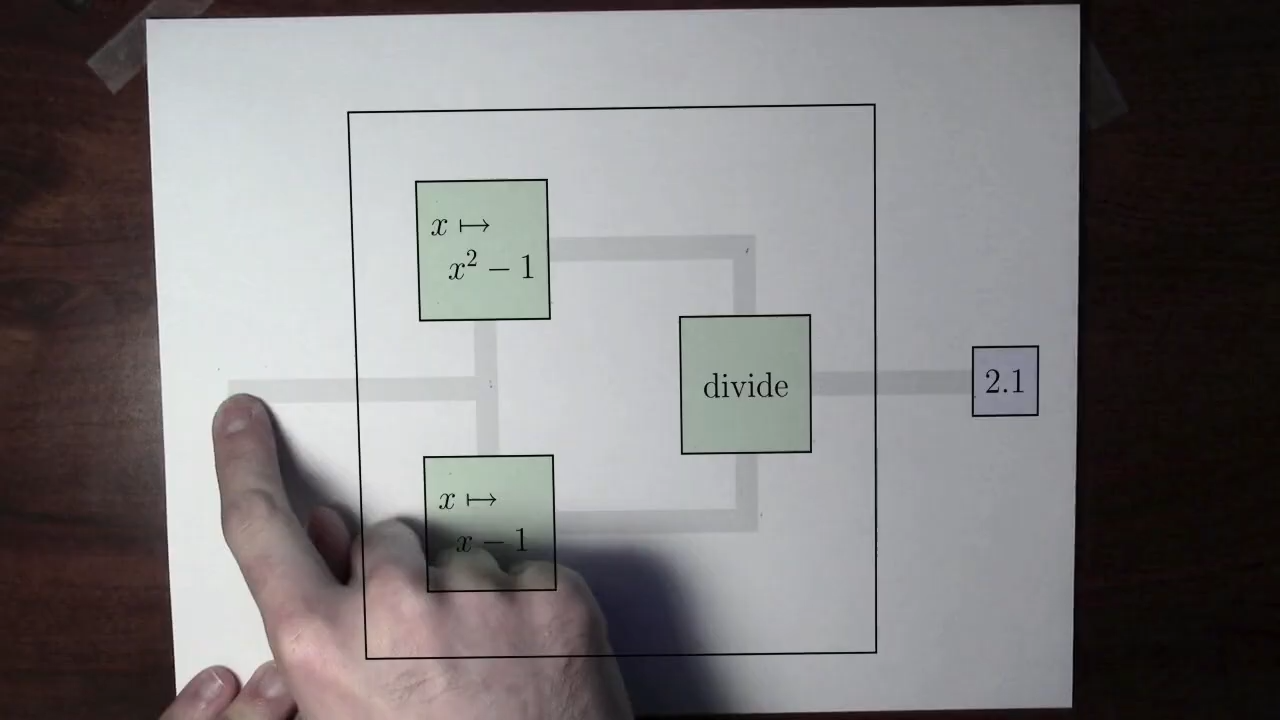 x ↦
x² − 1
divide
2.1
x ↦
x − 1